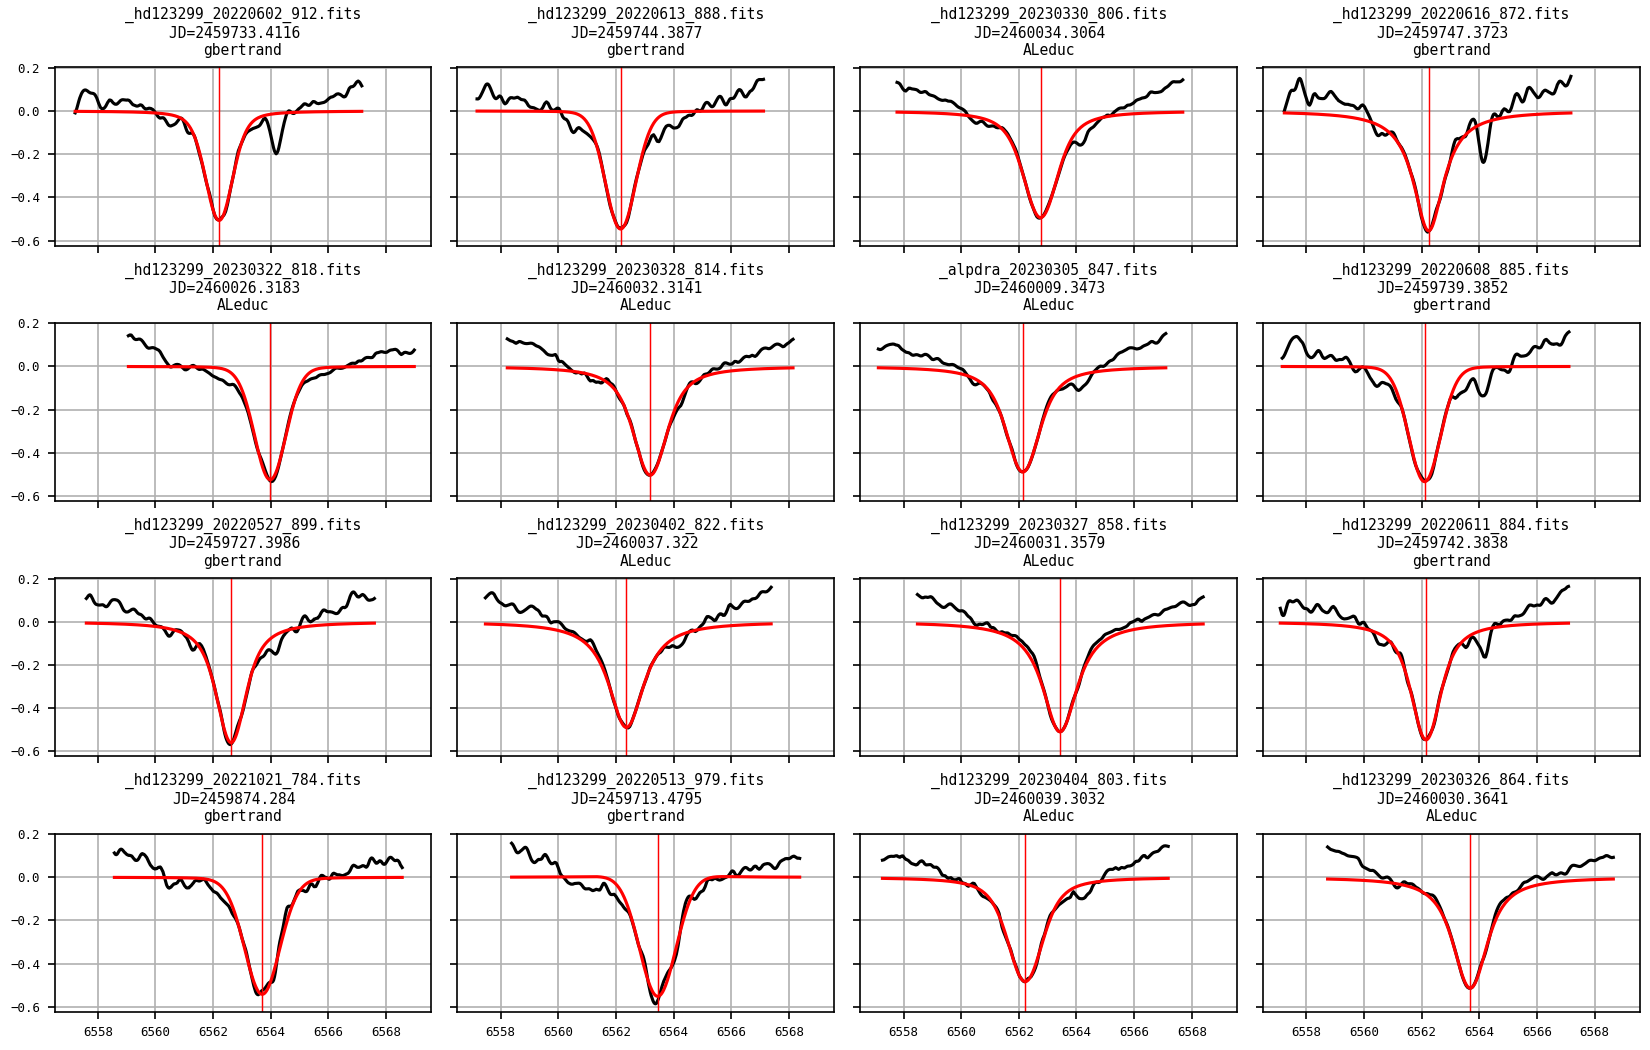 _hd123299_20220602_912.fits
JD=2459733.4116
gbertrand
_hd123299_20220613_888.fits
JD=2459744.3877
gbertrand
_hd123299_20230330_806.fits
JD=2460034.3064
ALeduc
_hd123299_20220616_872.fits
JD=2459747.3723
gbertrand
0.2
0.0
−0.2
−0.4
−0.6
_hd123299_20230322_818.fits
JD=2460026.3183
ALeduc
_hd123299_20230328_814.fits
JD=2460032.3141
ALeduc
_alpdra_20230305_847.fits
JD=2460009.3473
ALeduc
_hd123299_20220608_885.fits
JD=2459739.3852
gbertrand
0.2
0.0
−0.2
−0.4
−0.6
_hd123299_20220527_899.fits
JD=2459727.3986
gbertrand
_hd123299_20230402_822.fits
JD=2460037.322
ALeduc
_hd123299_20230327_858.fits
JD=2460031.3579
ALeduc
_hd123299_20220611_884.fits
JD=2459742.3838
gbertrand
0.2
0.0
−0.2
−0.4
−0.6
_hd123299_20221021_784.fits
JD=2459874.284
gbertrand
_hd123299_20220513_979.fits
JD=2459713.4795
gbertrand
_hd123299_20230404_803.fits
JD=2460039.3032
ALeduc
_hd123299_20230326_864.fits
JD=2460030.3641
ALeduc
0.2
0.0
−0.2
−0.4
−0.6
6558 6560 6562 6564 6566 6568
6558 6560 6562 6564 6566 6568
6558 6560 6562 6564 6566 6568
6558 6560 6562 6564 6566 6568